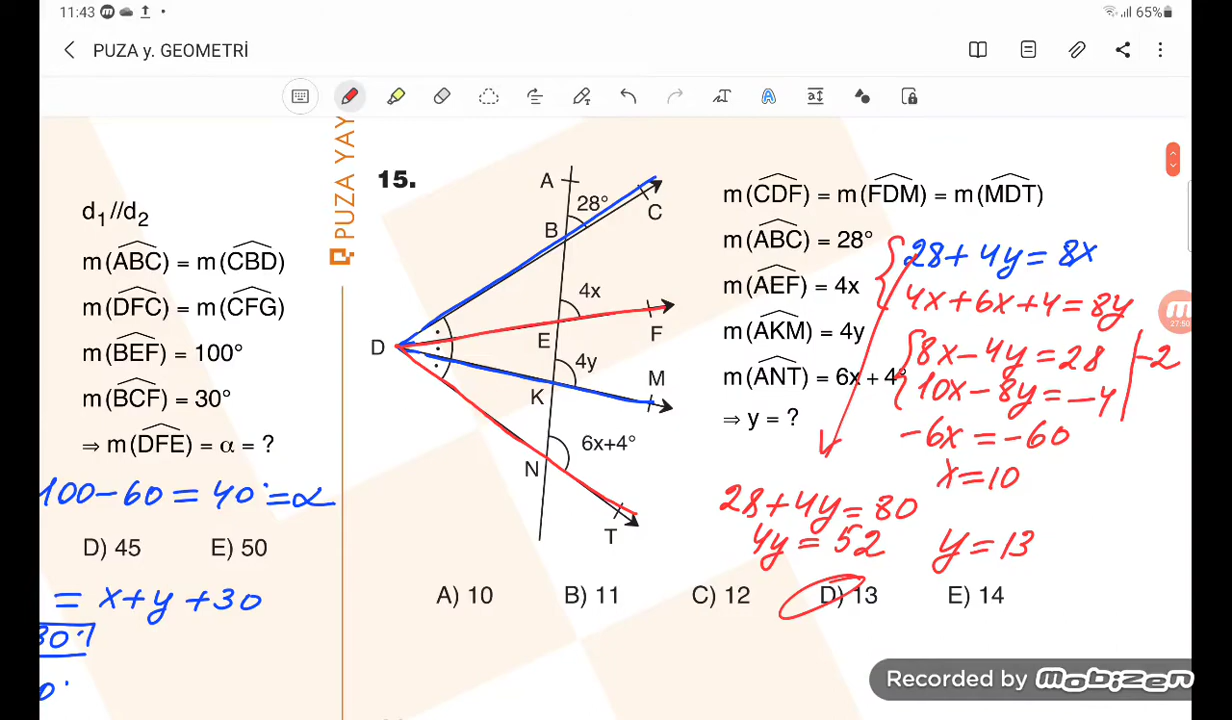 11:43
65%
PUZA y. GEOMETRİ
PUZA YAY
d1//d2
m(ABC) = m(CBD)
m(DFC) = m(CFG)
m(BEF) = 100°
m(BCF) = 30°
⇒ m(DFE) = α = ?
100-60 = 40° = α
D) 45 E) 50
= x+y+30
15.
A
28°
C
B
4x
F
D
E
4y
M
K
6x+4°
N
T
m(CDF) = m(FDM) = m(MDT)
m(ABC) = 28°
m(AEF) = 4x
m(AKM) = 4y
m(ANT) = 6x + 4°
⇒ y = ?
28+4y=8x
4x+6x+4=8y
8x-4y=28
-2
10x-8y=-4
-6x=-60
x=10
28+4y=80
4y=52 y=13
A) 10 B) 11 C) 12 D) 13 E) 14
27:50
Recorded by mobizen